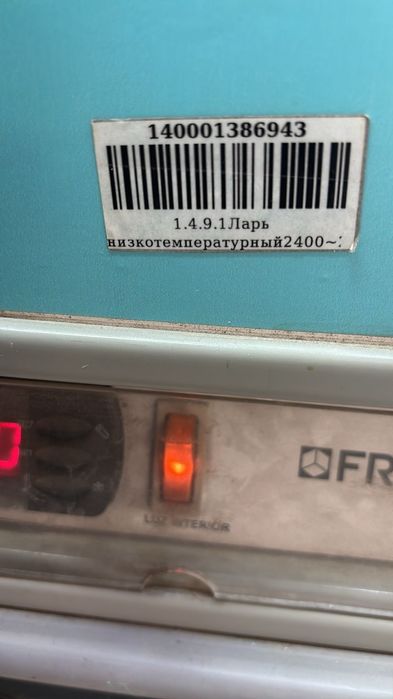 140001386943
1.4.9.1Ларь
низкотемпературный2400~
LUZ INTERIOR
FR